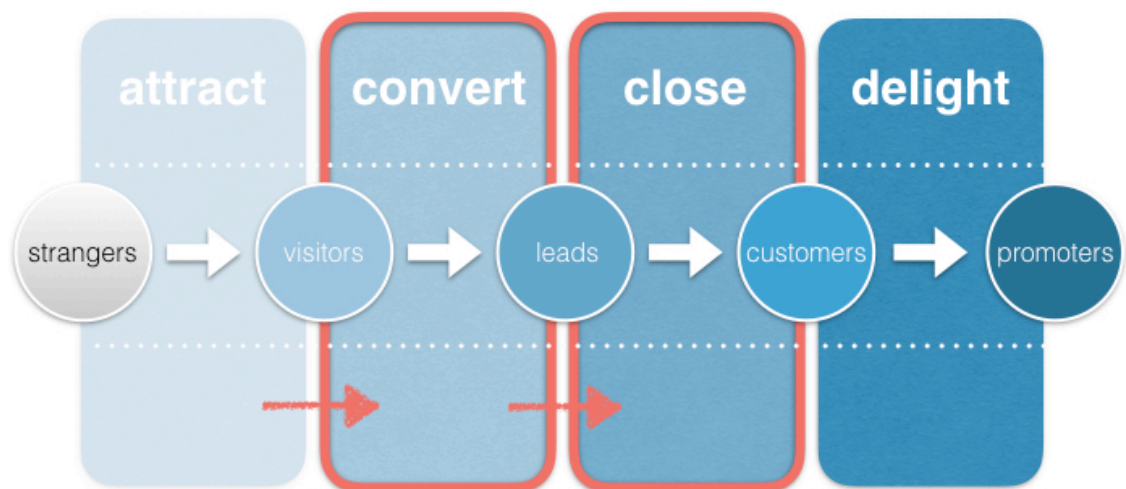 attract convert close delight
strangers visitors leads customers promoters